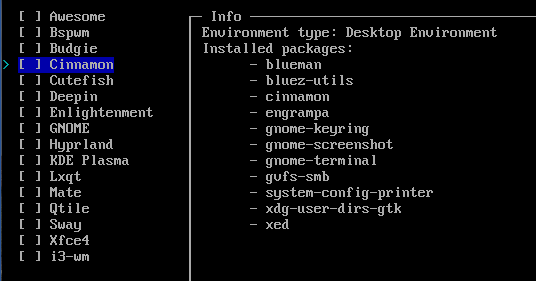 [ ] Awesome
[ ] Bspwm
[ ] Budgie
> [ ] Cinnamon
[ ] Cutefish
[ ] Deepin
[ ] Enlightenment
[ ] GNOME
[ ] Hyprland
[ ] KDE Plasma
[ ] Lxqt
[ ] Mate
[ ] Qtile
[ ] Sway
[ ] Xfce4
[ ] i3-wm
Info
Environment type: Desktop Environment
Installed packages:
- blueman
- bluez-utils
- cinnamon
- engrampa
- gnome-keyring
- gnome-screenshot
- gnome-terminal
- gvfs-smb
- system-config-printer
- xdg-user-dirs-gtk
- xed